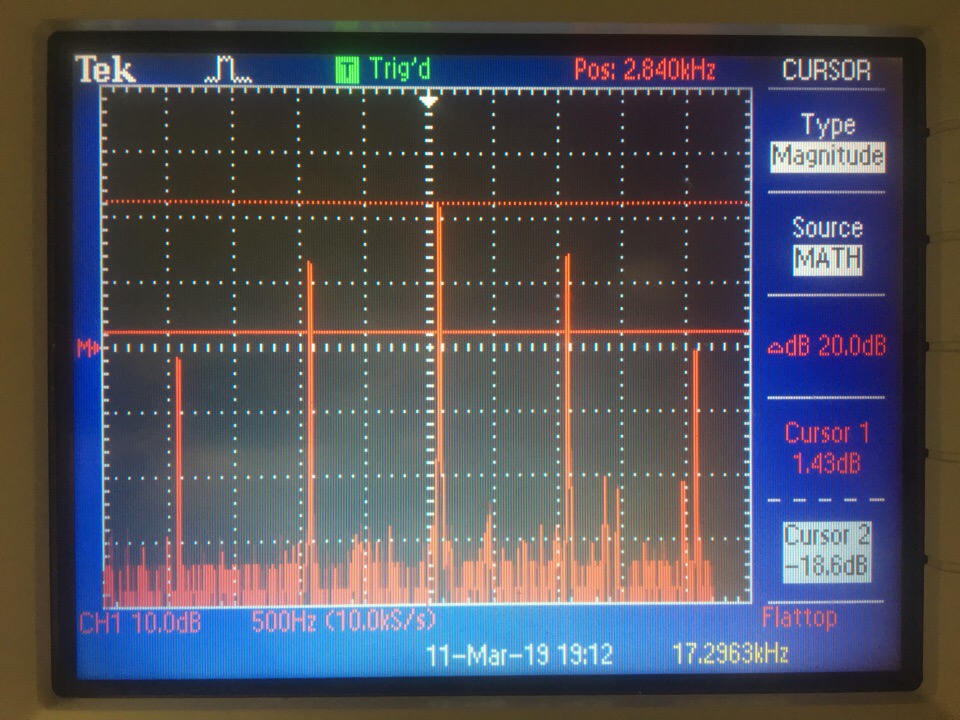 Tek T Trig'd Pos: 2.840kHz CURSOR
Type
Magnitude
Source
MATH
M
△dB 20.0dB
Cursor 1
1.43dB
Cursor 2
-18.6dB
CH1 10.0dB 500Hz (10.0kS/s) Flattop
11-Mar-19 19:12 17.2963kHz